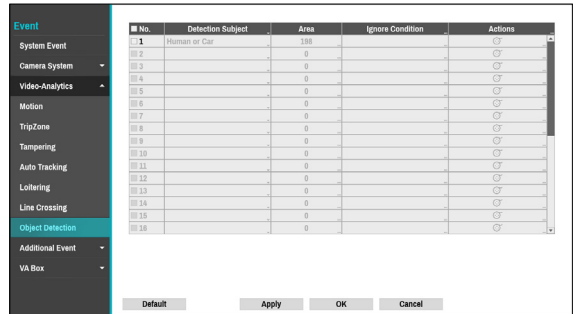 Event
System Event
Camera System
Video-Analytics
Motion
TripZone
Tampering
Auto Tracking
Loitering
Line Crossing
Object Detection
Additional Event
VA Box
No. Detection Subject Area Ignore Condition Actions
1 Human or Car 198
2 0
3 0
4 0
5 0
6 0
7 0
8 0
9 0
10 0
11 0
12 0
13 0
14 0
15 0
16 0
Default Apply OK Cancel